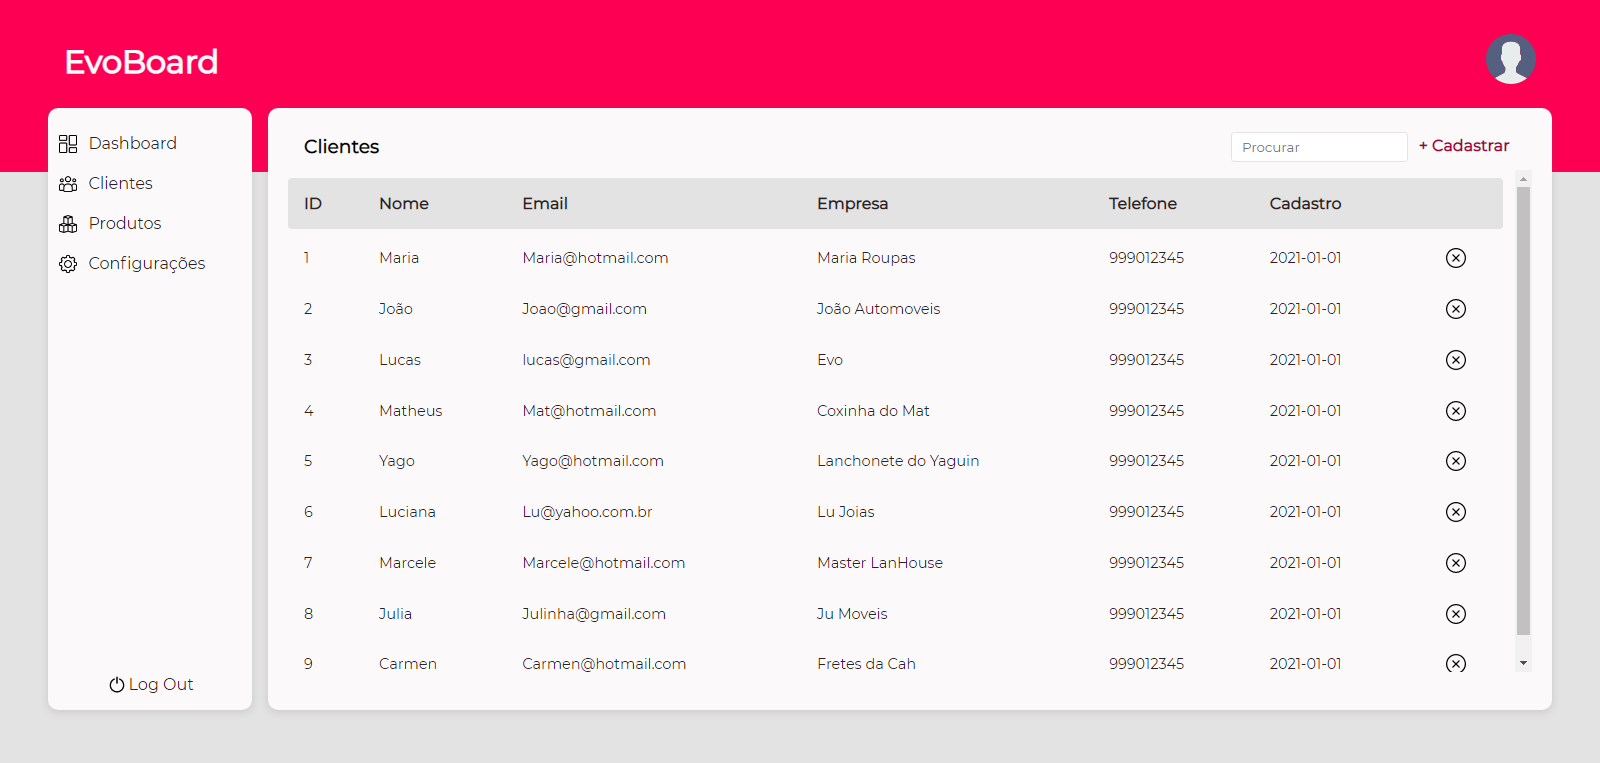 EvoBoard
Dashboard
Clientes
Produtos
Configurações
Log Out
Clientes
Procurar
+ Cadastrar
ID Nome Email Empresa Telefone Cadastro
1 Maria Maria@hotmail.com Maria Roupas 999012345 2021-01-01
2 João Joao@gmail.com João Automoveis 999012345 2021-01-01
3 Lucas lucas@gmail.com Evo 999012345 2021-01-01
4 Matheus Mat@hotmail.com Coxinha do Mat 999012345 2021-01-01
5 Yago Yago@hotmail.com Lanchonete do Yaguin 999012345 2021-01-01
6 Luciana Lu@yahoo.com.br Lu Joias 999012345 2021-01-01
7 Marcele Marcele@hotmail.com Master LanHouse 999012345 2021-01-01
8 Julia Julinha@gmail.com Ju Moveis 999012345 2021-01-01
9 Carmen Carmen@hotmail.com Fretes da Cah 999012345 2021-01-01